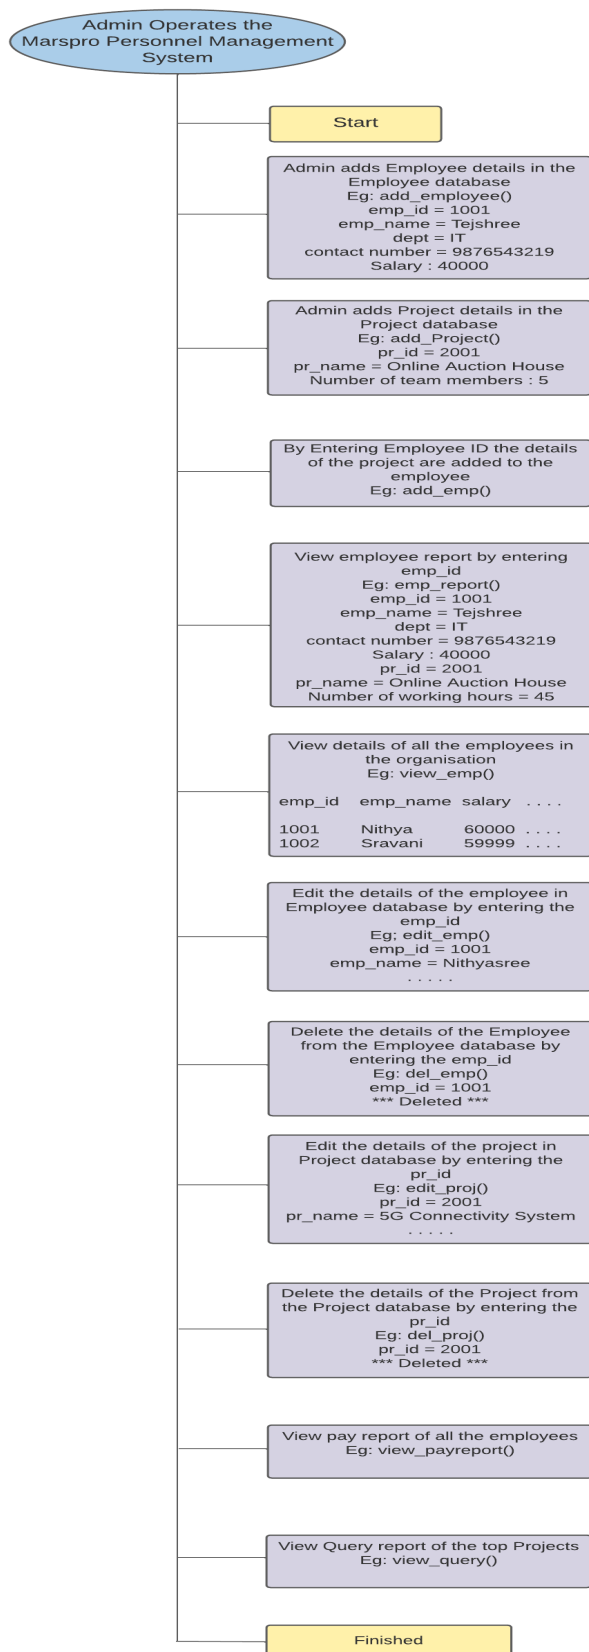 Admin Operates the
Marspro Personnel Management
System
Start
Admin adds Employee details in the
Employee database
Eg: add_employee()
emp_id = 1001
emp_name = Tejshree
dept = IT
contact number = 9876543219
Salary : 40000
Admin adds Project details in the
Project database
Eg: add_Project()
pr_id = 2001
pr_name = Online Auction House
Number of team members : 5
By Entering Employee ID the details
of the project are added to the
employee
Eg: add_emp()
View employee report by entering
emp_id
Eg: emp_report()
emp_id = 1001
emp_name = Tejshree
dept = IT
contact number = 9876543219
Salary : 40000
pr_id = 2001
pr_name = Online Auction House
Number of working hours = 45
View details of all the employees in
the organisation
Eg: view_emp()
emp_id emp_name salary . . . .
1001 Nithya 60000 . . . .
1002 Sravani 59999 . . . .
Edit the details of the employee in
Employee database by entering the
emp_id
Eg; edit_emp()
emp_id = 1001
emp_name = Nithyasree
. . . . .
Delete the details of the Employee
from the Employee database by
entering the emp_id
Eg: del_emp()
emp_id = 1001
*** Deleted ***
Edit the details of the project in
Project database by entering the
pr_id
Eg: edit_proj()
pr_id = 2001
pr_name = 5G Connectivity System
. . . . .
Delete the details of the Project from
the Project database by entering the
pr_id
Eg: del_proj()
pr_id = 2001
*** Deleted ***
View pay report of all the employees
Eg: view_payreport()
View Query report of the top Projects
Eg: view_query()
Finished